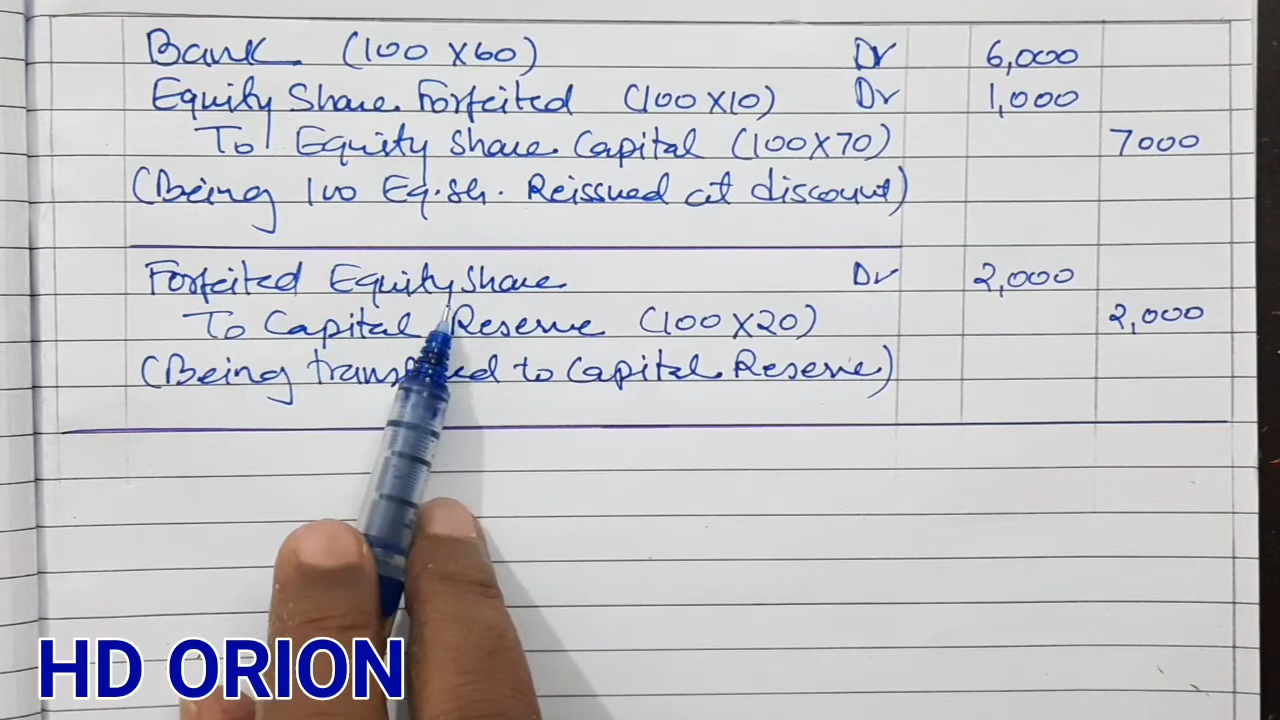 Bank (100 X 60) Dr 6,000
Equity Share Forfeited (100 X 10) Dr 1,000
To Equity Share Capital (100 X 70) 7000
(Being 100 Eq. sh. Reissued at discount)
Forfeited Equity Share Dr 2,000
To Capital Reserve (100 X 20) 2,000
(Being to Capital Reserve)
HD ORION